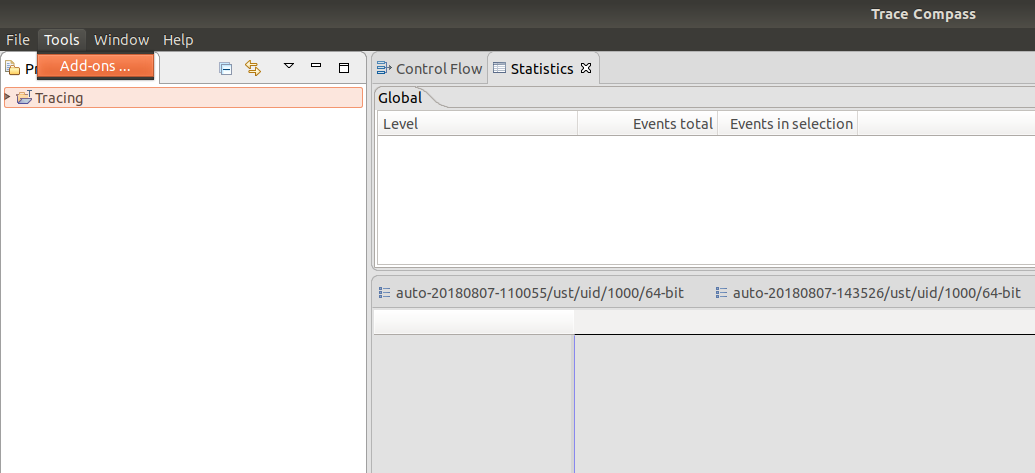 Trace Compass
File Tools Window Help
Add-ons ...
Control Flow Statistics
Tracing
Global
Level Events total Events in selection
auto-20180807-110055/ust/uid/1000/64-bit auto-20180807-143526/ust/uid/1000/64-bit